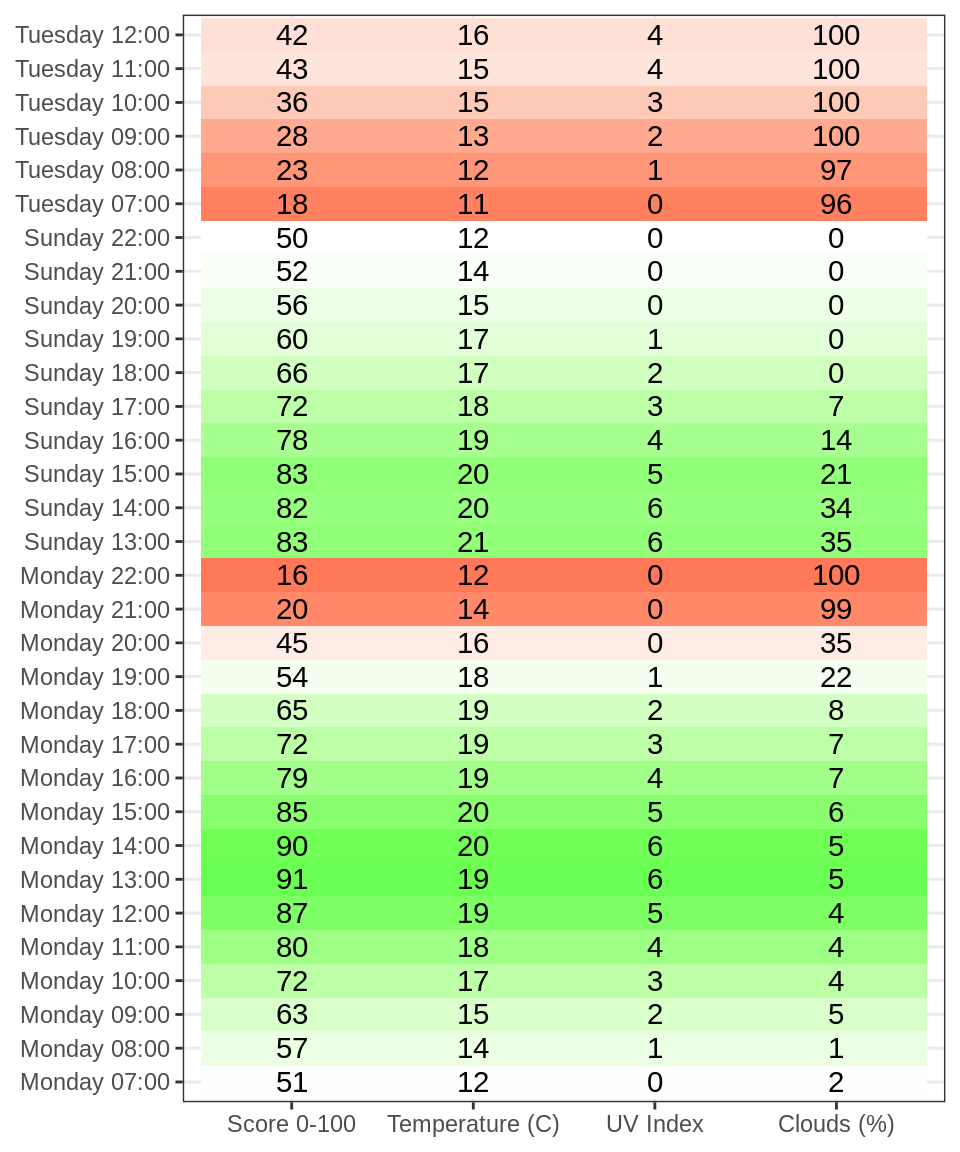 Tuesday 12:00 42 16 4 100
Tuesday 11:00 43 15 4 100
Tuesday 10:00 36 15 3 100
Tuesday 09:00 28 13 2 100
Tuesday 08:00 23 12 1 97
Tuesday 07:00 18 11 0 96
Sunday 22:00 50 12 0 0
Sunday 21:00 52 14 0 0
Sunday 20:00 56 15 0 0
Sunday 19:00 60 17 1 0
Sunday 18:00 66 17 2 0
Sunday 17:00 72 18 3 7
Sunday 16:00 78 19 4 14
Sunday 15:00 83 20 5 21
Sunday 14:00 82 20 6 34
Sunday 13:00 83 21 6 35
Monday 22:00 16 12 0 100
Monday 21:00 20 14 0 99
Monday 20:00 45 16 0 35
Monday 19:00 54 18 1 22
Monday 18:00 65 19 2 8
Monday 17:00 72 19 3 7
Monday 16:00 79 19 4 7
Monday 15:00 85 20 5 6
Monday 14:00 90 20 6 5
Monday 13:00 91 19 6 5
Monday 12:00 87 19 5 4
Monday 11:00 80 18 4 4
Monday 10:00 72 17 3 4
Monday 09:00 63 15 2 5
Monday 08:00 57 14 1 1
Monday 07:00 51 12 0 2
Score 0-100 Temperature (C) UV Index Clouds (%)